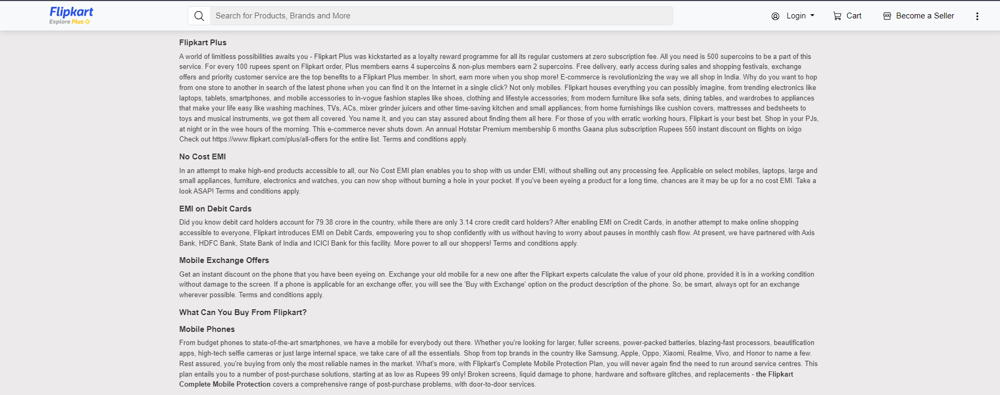 Flipkart
Explore Plus
Search for Products, Brands and More
Login
Cart
Become a Seller
Flipkart Plus
A world of limitless possibilities awaits you - Flipkart Plus was kickstarted as a loyalty reward programme for all its regular customers at zero subscription fee. All you need is 500 supercoins to be a part of this
service. For every 100 rupees spent on Flipkart order, Plus members earns 4 supercoins & non-plus members earn 2 supercoins. Free delivery, early access during sales and shopping festivals, exchange
offers and priority customer service are the top benefits to a Flipkart Plus member. In short, earn more when you shop more! E-commerce is revolutionizing the way we all shop in India. Why do you want to hop
from one store to another in search of the latest phone when you can find it on the Internet in a single click? Not only mobiles. Flipkart houses everything you can possibly imagine, from trending electronics like
laptops, tablets, smartphones, and mobile accessories to in-vogue fashion staples like shoes, clothing and lifestyle accessories; from modern furniture like sofa sets, dining tables, and wardrobes to appliances
that make your life easy like washing machines, TVs, ACs, mixer grinder juicers and other time-saving kitchen and small appliances; from home furnishings like cushion covers, mattresses and bedsheets to
toys and musical instruments, we got them all covered. You name it, and you can stay assured about finding them all here. For those of you with erratic working hours, Flipkart is your best bet. Shop in your PJs,
at night or in the wee hours of the morning. This e-commerce never shuts down. An annual Hotstar Premium membership 6 months Gaana plus subscription Rupees 550 instant discount on flights on ixigo
Check out https://www.flipkart.com/plus/all-offers for the entire list. Terms and conditions apply.
No Cost EMI
In an attempt to make high-end products accessible to all, our No Cost EMI plan enables you to shop with us under EMI, without shelling out any processing fee. Applicable on select mobiles, laptops, large and
small appliances, furniture, electronics and watches, you can now shop without burning a hole in your pocket. If you've been eyeing a product for a long time, chances are it may be up for a no cost EMI. Take a
look ASAP! Terms and conditions apply.
EMI on Debit Cards
Did you know debit card holders account for 79.38 crore in the country, while there are only 3.14 crore credit card holders? After enabling EMI on Credit Cards, in another attempt to make online shopping
accessible to everyone, Flipkart introduces EMI on Debit Cards, empowering you to shop confidently with us without having to worry about pauses in monthly cash flow. At present, we have partnered with Axis
Bank, HDFC Bank, State Bank of India and ICICI Bank for this facility. More power to all our shoppers! Terms and conditions apply.
Mobile Exchange Offers
Get an instant discount on the phone that you have been eyeing on. Exchange your old mobile for a new one after the Flipkart experts calculate the value of your old phone, provided it is in a working condition
without damage to the screen. If a phone is applicable for an exchange offer, you will see the 'Buy with Exchange' option on the product description of the phone. So, be smart, always opt for an exchange
wherever possible. Terms and conditions apply.
What Can You Buy From Flipkart?
Mobile Phones
From budget phones to state-of-the-art smartphones, we have a mobile for everybody out there. Whether you're looking for larger, fuller screens, power-packed batteries, blazing-fast processors, beautification
apps, high-tech selfie cameras or just large internal space, we take care of all the essentials. Shop from top brands in the country like Samsung, Apple, Oppo, Xiaomi, Realme, Vivo, and Honor to name a few.
Rest assured, you're buying from only the most reliable names in the market. What's more, with Flipkart's Complete Mobile Protection Plan, you will never again find the need to run around service centres. This
plan entails you to a number of post-purchase solutions, starting at as low as Rupees 99 only! Broken screens, liquid damage to phone, hardware and software glitches, and replacements - the Flipkart
Complete Mobile Protection covers a comprehensive range of post-purchase problems, with door-to-door services.